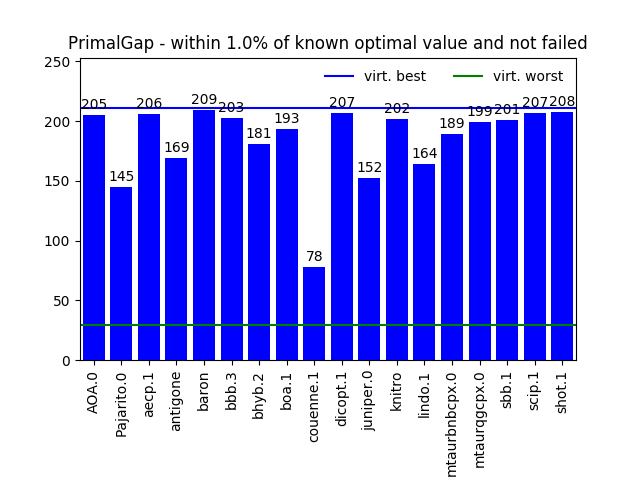 PrimalGap - within 1.0% of known optimal value and not failed
virt. best
virt. worst
250
200
150
100
50
0
205
145
206
169
209
203
181
193
78
207
152
202
164
189
199
201
207
208
AOA.0
Pajarito.0
aecp.1
antigone
baron
bbb.3
bhyb.2
boa.1
couenne.1
dicopt.1
juniper.0
knitro
lindo.1
mtaurbnbcpx.0
mtaurqgcpx.0
sbb.1
scip.1
shot.1